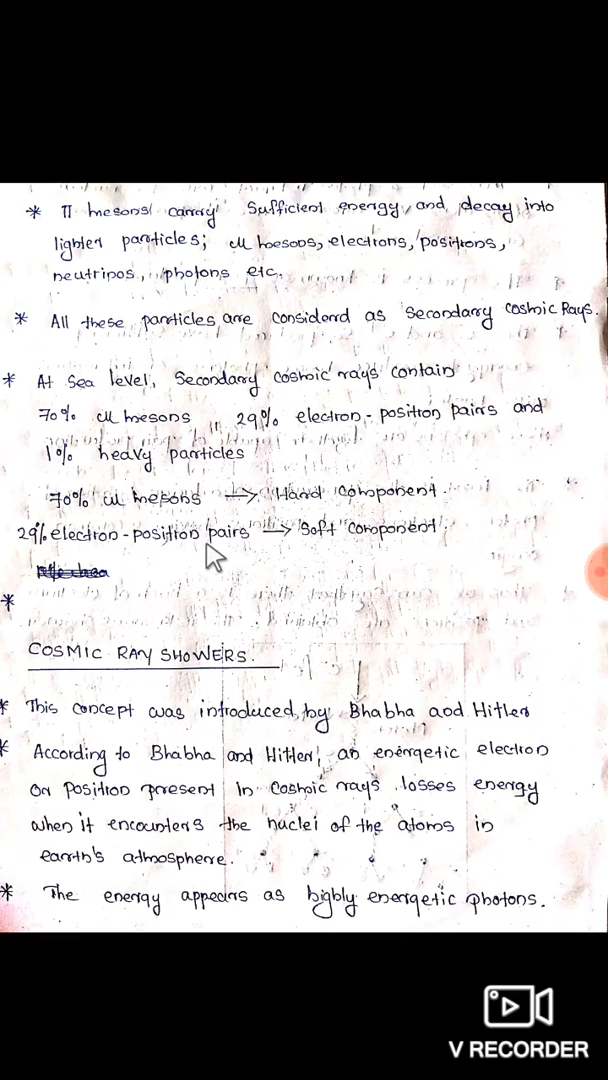 * π mesons carry sufficient energy and decay into
lighter particles; μ mesons, electrons, positrons,
neutrinos, photons etc.
* All these particles are considerd as Secondary Cosmic Rays.
* At Sea level, Secondary cosmic rays contain
70% μ mesons, 29% electron-position pairs and
1% heavy particles
70% μ mesons → Hard Component.
29% electron-positron pairs → Soft Component.
*
COSMIC RAY SHOWERS.
* This concept was introduced by Bhabha and Hitler
* According to Bhabha and Hitler, an energetic electron
or position present in cosmic rays losses energy
when it encounters the nuclei of the atoms in
earth's atmosphere.
* The energy appears as highly energetic photons.
V RECORDER